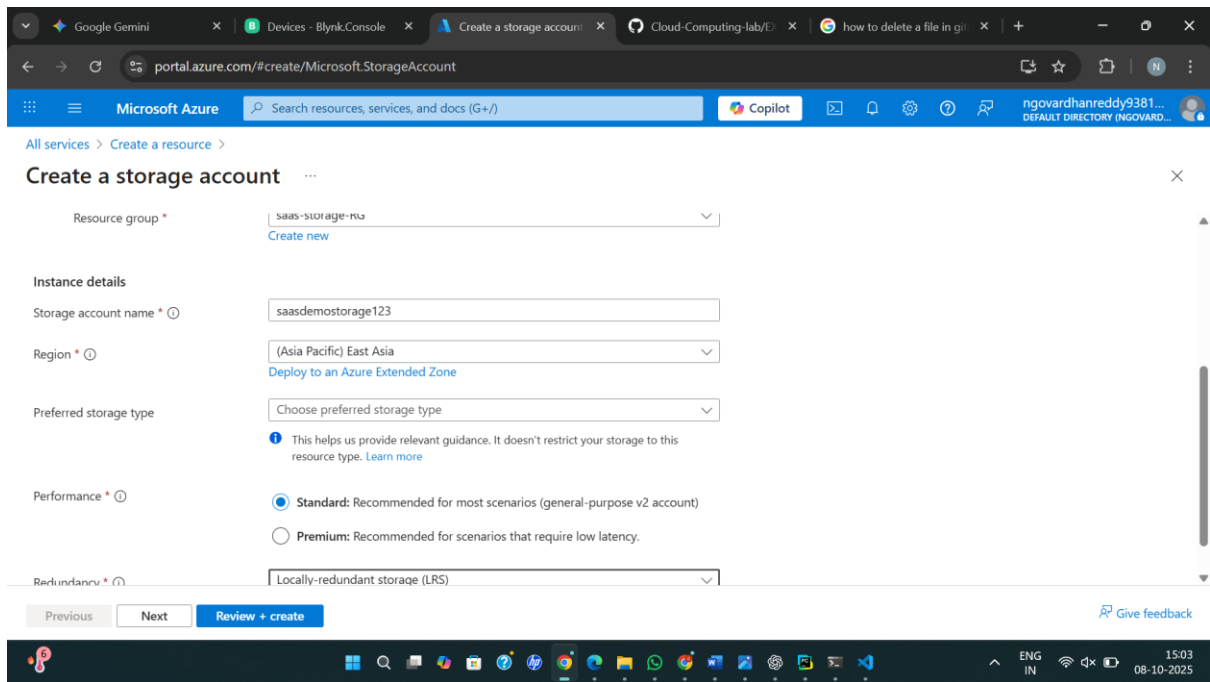 Google Gemini
Devices - Blynk.Console
Create a storage account
Cloud-Computing-lab/EX
how to delete a file in git
portal.azure.com/#create/Microsoft.StorageAccount
N
Microsoft Azure
Search resources, services, and docs (G+/)
Copilot
ngovardhanreddy9381...
DEFAULT DIRECTORY (NGOVARD...
All services > Create a resource >
Create a storage account ...
Resource group *
saas-storage-RG
Create new
Instance details
Storage account name *
saasdemostorage123
Region *
(Asia Pacific) East Asia
Deploy to an Azure Extended Zone
Preferred storage type
Choose preferred storage type
This helps us provide relevant guidance. It doesn't restrict your storage to this
resource type. Learn more
Performance *
Standard: Recommended for most scenarios (general-purpose v2 account)
Premium: Recommended for scenarios that require low latency.
Redundancy *
Locally-redundant storage (LRS)
Previous
Next
Review + create
Give feedback
6
ENG
IN
15:03
08-10-2025